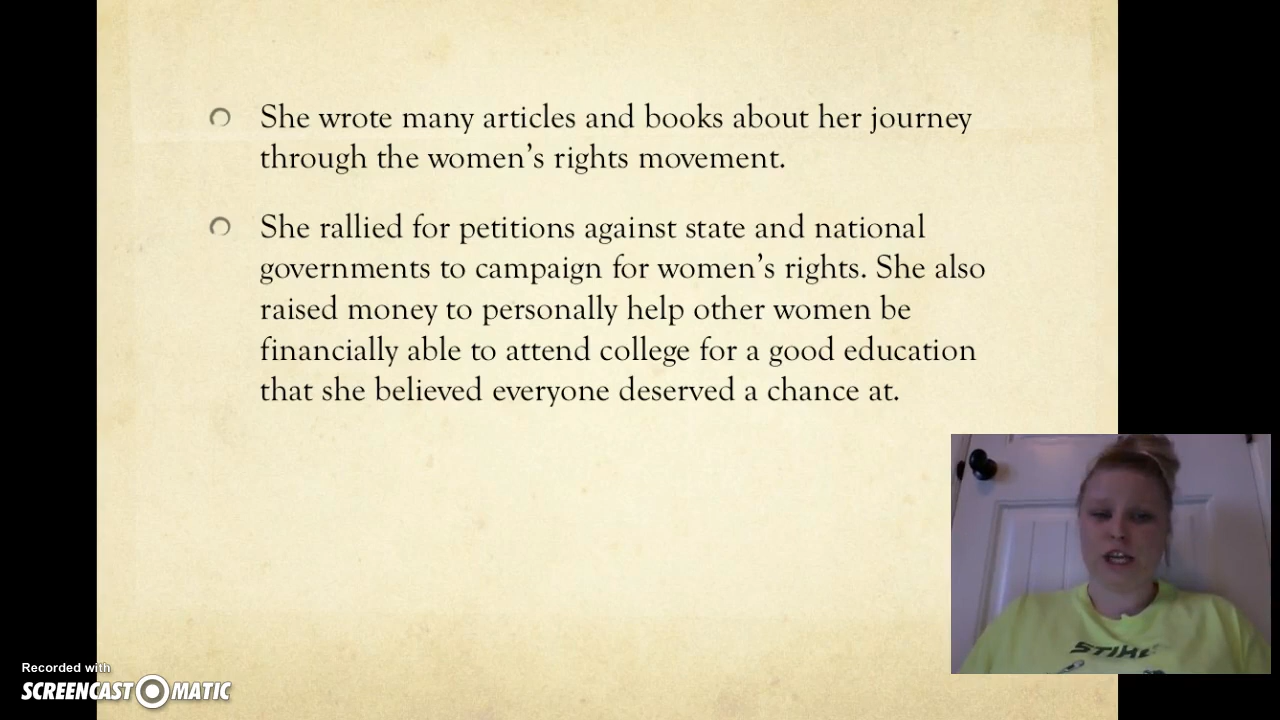 She wrote many articles and books about her journey
through the women’s rights movement.
She rallied for petitions against state and national
governments to campaign for women’s rights. She also
raised money to personally help other women be
financially able to attend college for a good education
that she believed everyone deserved a chance at.
STIHL
Recorded with
SCREENCAST-O-MATIC